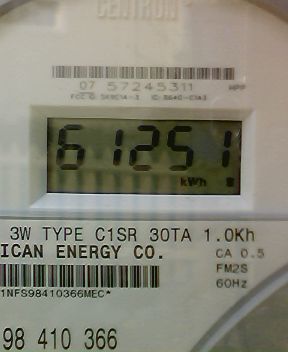 CENTRON
07 57245311
61251
kWh
3W TYPE C1SR 30TA 1.0Kh
ICAN ENERGY CO.
CA 0.5
FM2S
60Hz
1NFS98410366MEC*
98 410 366